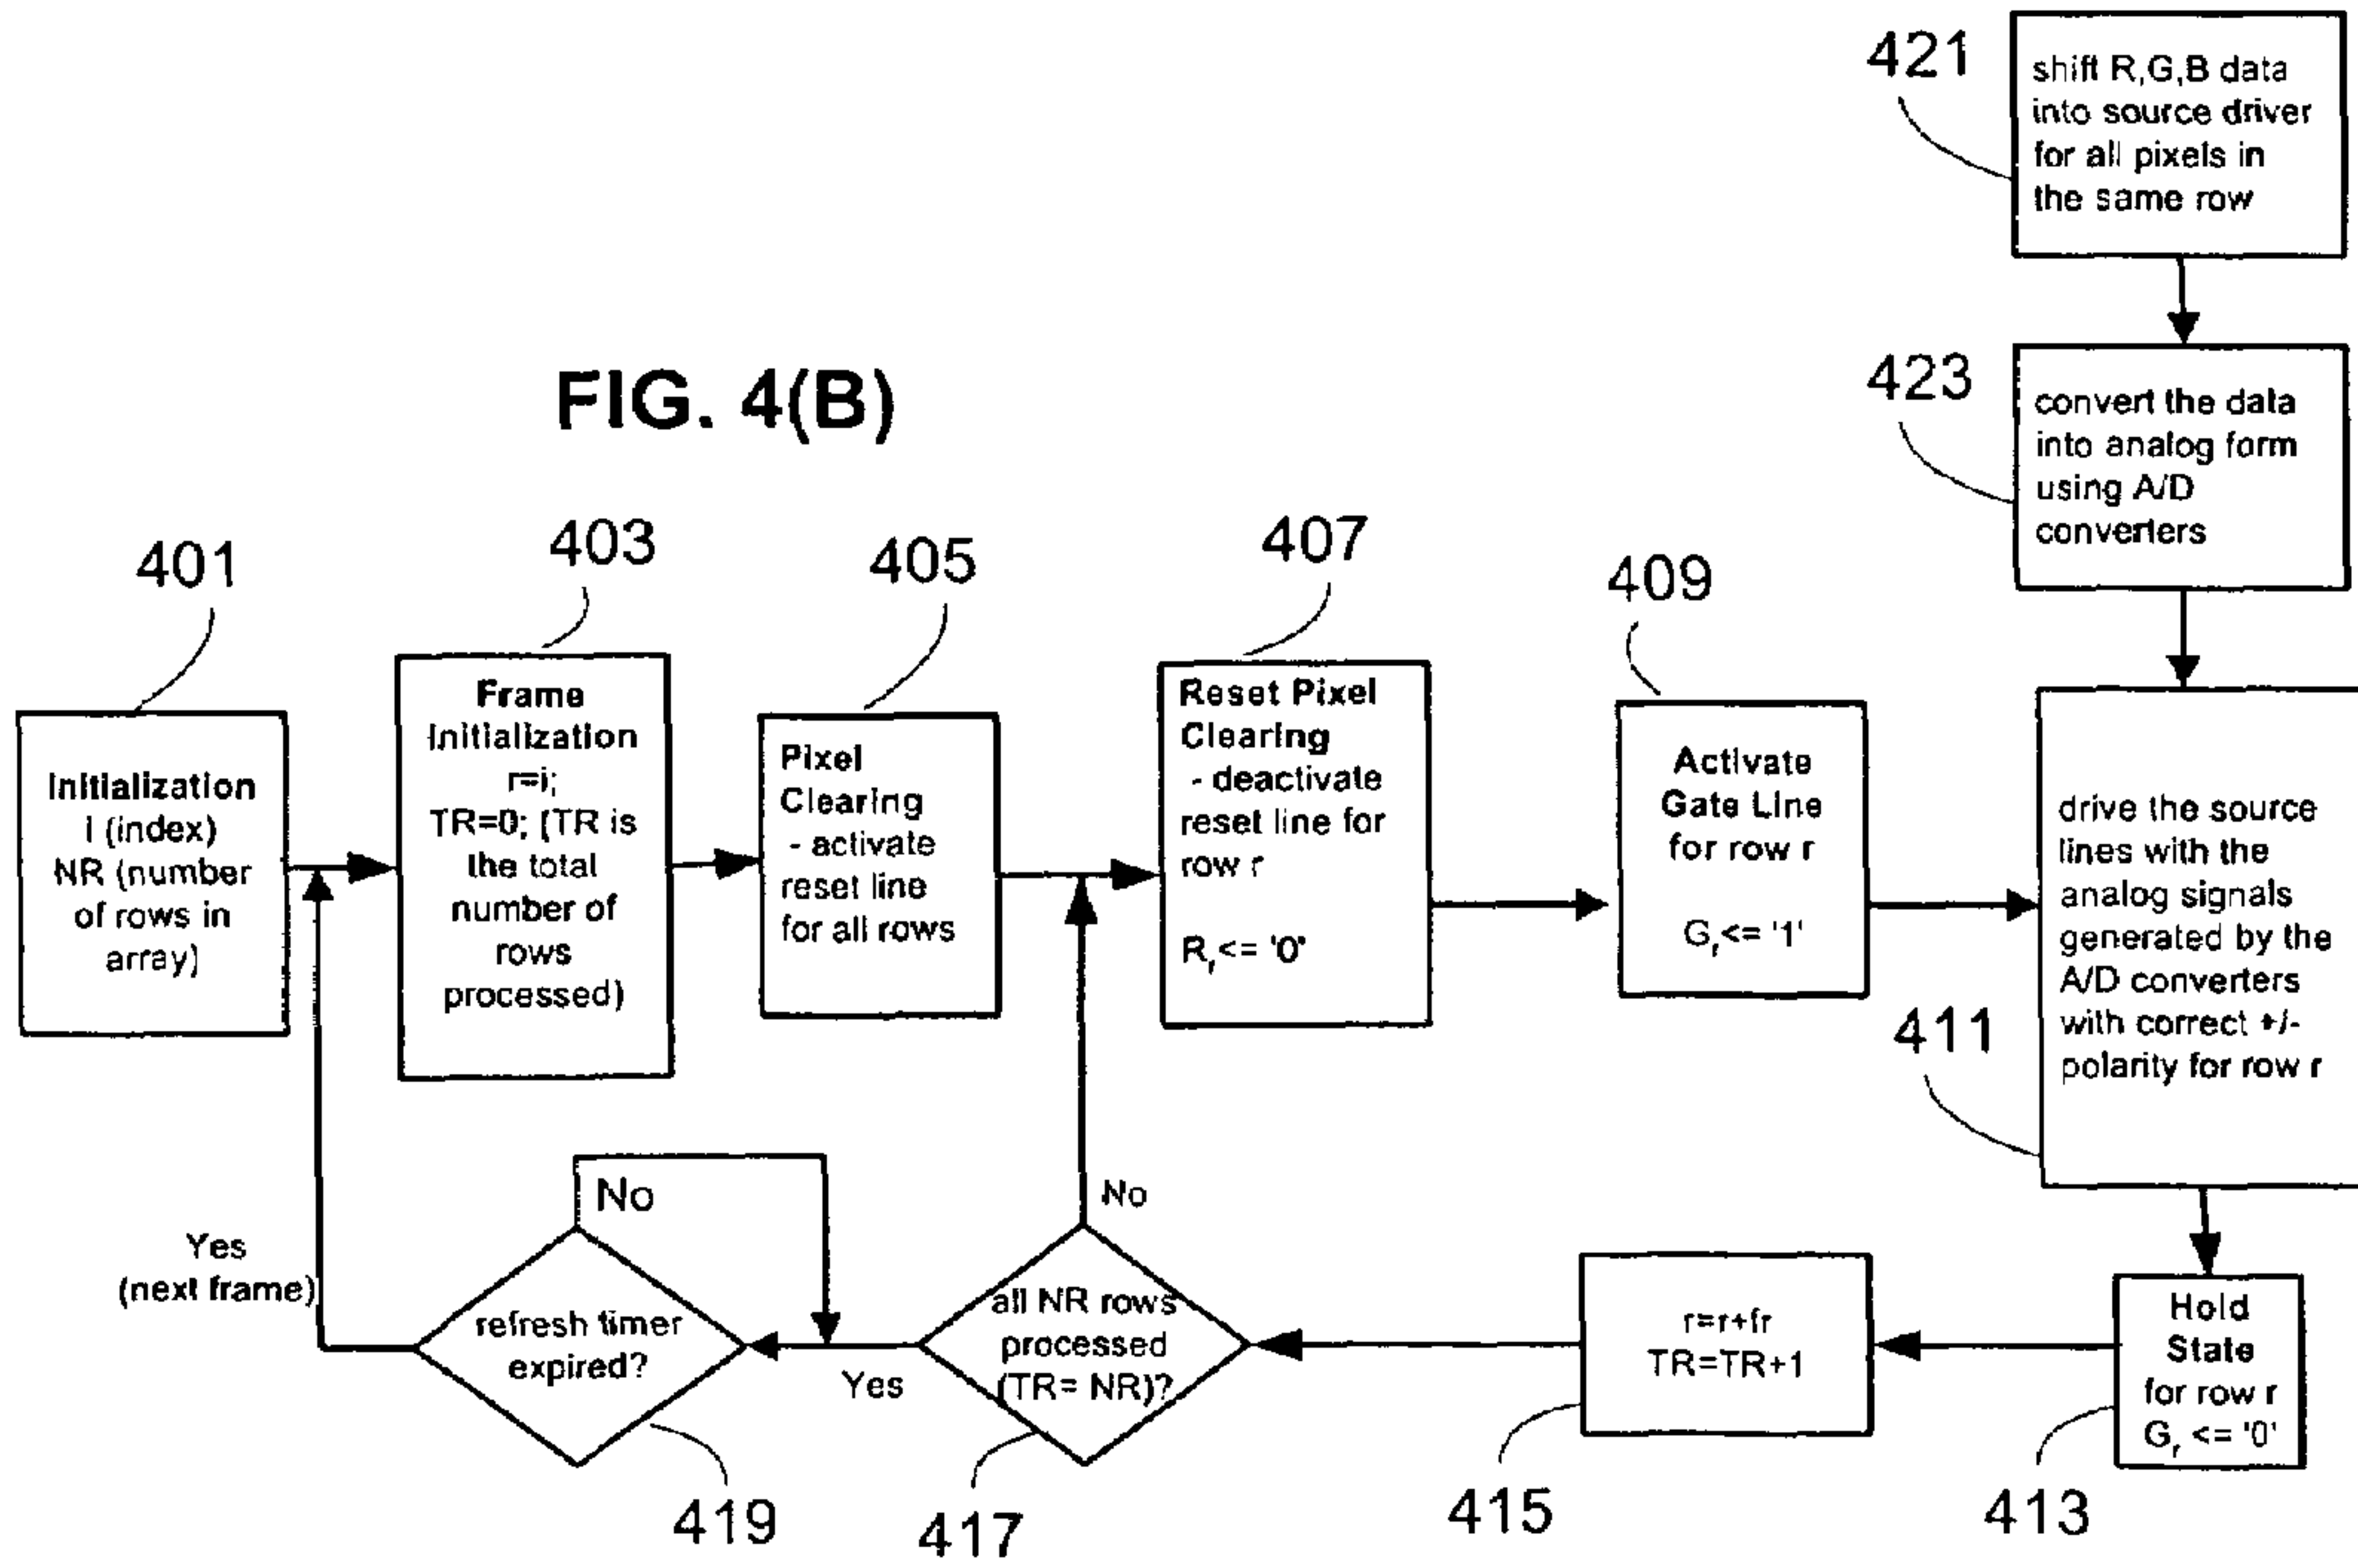 421
shift R,G,B data
into source driver
for all pixels in
the same row
423
convert the data
into analog form
using A/D
converters
FIG. 4(B)
401
Initialization
I (index)
NR (number
of rows in
array)
403
Frame
Initialization
r=i;
TR=0; (TR is
the total
number of
rows
processed)
405
Pixel
Clearing
- activate
reset line
for all rows
407
Reset Pixel
Clearing
- deactivate
reset line for
row r
Rr<= '0'
409
Activate
Gate Line
for row r
Gr<= '1'
411
drive the source
lines with the
analog signals
generated by the
A/D converters
with correct +/-
polarity for row r
Hold
State
for row r
Gr <= '0'
413
r=r+fr
TR=TR+1
415
No
all NR rows
processed
(TR= NR)?
Yes
417
No
refresh timer
expired?
419
Yes
(next frame)